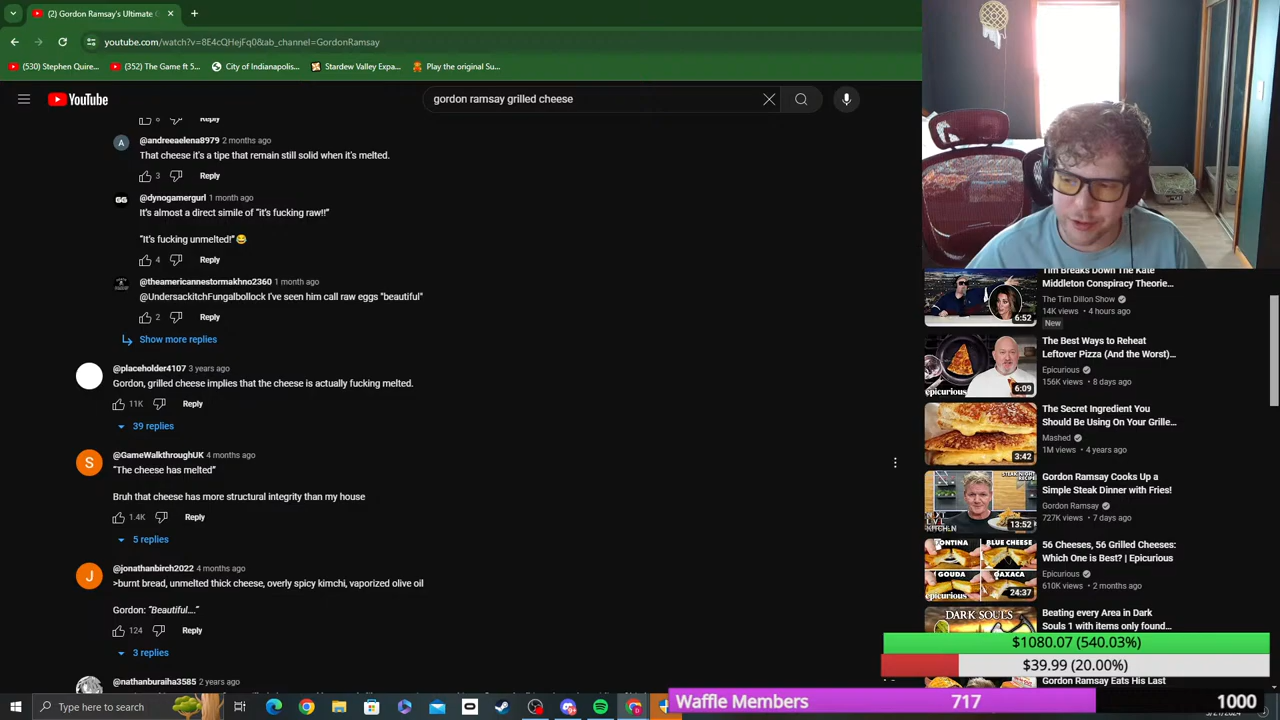 (2) Gordon Ramsay's Ultimate
youtube.com/watch?v=8E4cQHejFq0&ab_channel=GordonRamsay
(530) Stephen Quire...
(352) The Game ft 5...
City of Indianapolis...
Stardew Valley Expa...
Play the original Su...
YouTube
gordon ramsay grilled cheese
8
Reply
@andreeaelena8979 2 months ago
That cheese it's a tipe that remain still solid when it's melted.
3 Reply
@dynogamergurl 1 month ago
It's almost a direct simile of "it's fucking raw!!"
"It's fucking unmelted!"😂
4 Reply
1 month ago
2 Reply
Show more replies
@placeholder4107 3 years ago
Gordon, grilled cheese implies that the cheese is actually fucking melted.
11K Reply
39 replies
@GameWalkthroughUK 4 months ago
"The cheese has melted"
Bruh that cheese has more structural integrity than my house
1.4K Reply
5 replies
@jonathanbirch2022 4 months ago
>burnt bread, unmelted thick cheese, overly pungent kimchi, vaporized olive oil
Gordon: "Beautiful...."
124 Reply
3 replies
@nathanburaiha3585 2 years ago
Tim Breaks Down The Kate
Middleton Conspiracy Theorie...
The Tim Dillon Show
14K views • 4 hours ago
New
6:52
The Best Ways to Reheat
Leftover Pizza (And the Worst)...
Epicurious
156K views • 8 days ago
epicurious
6:09
The Secret Ingredient You
Should Be Using On Your Grille...
Mashed
1M views • 4 years ago
3:42
Gordon Ramsay Cooks Up a
Simple Steak Dinner with Fries!
Gordon Ramsay
727K views • 7 days ago
STEAK NIGHT
RECIPE
KITCHEN
13:52
56 Cheeses, 56 Grilled Cheeses:
Which One is Best? | Epicurious
Epicurious
610K views • 2 months ago
FONTINA
BLUE CHEESE
GOUDA
OAXACA
epicurious
24:37
Beating every Area in Dark
Souls 1 with items only found...
DARK SOULS
$1080.07 (540.03%)
$39.99 (20.00%)
Gordon Ramsay Eats His Last
Waffle Members
717
1000
Type here to search